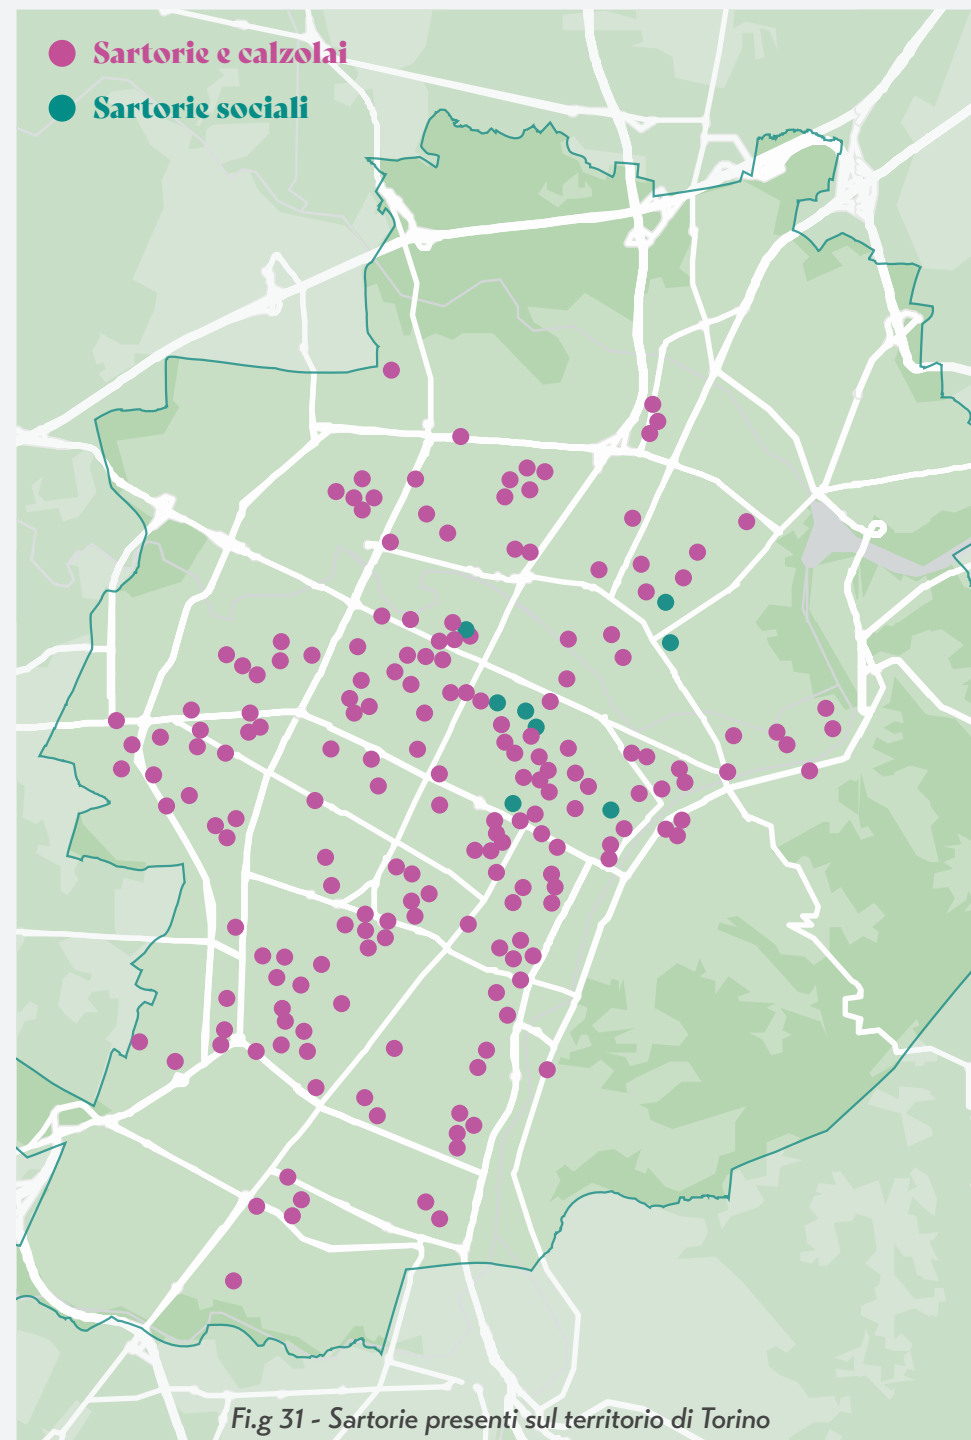 Sartorie e calzolai
Sartorie sociali
Fi.g 31 - Sartorie presenti sul territorio di Torino